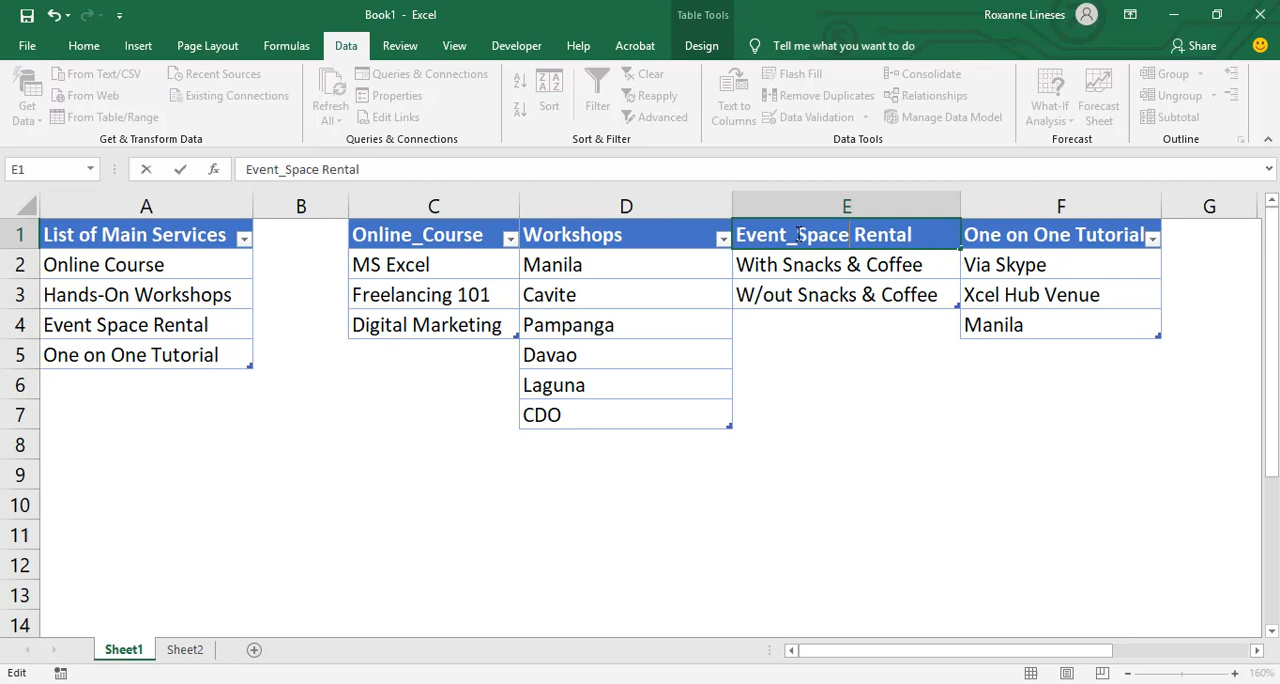 Book1 - Excel
Table Tools
Roxanne Lineses
File Home Insert Page Layout Formulas Data Review View Developer Help Acrobat Design Tell me what you want to do Share
Get Data
From Text/CSV
From Web
From Table/Range
Recent Sources
Existing Connections
Get & Transform Data
Refresh All
Queries & Connections
Properties
Edit Links
Queries & Connections
Sort
Filter
Clear
Reapply
Advanced
Sort & Filter
Text to Columns
Flash Fill
Remove Duplicates
Data Validation
Consolidate
Relationships
Manage Data Model
Data Tools
What-If Analysis
Forecast Sheet
Forecast
Group
Ungroup
Subtotal
Outline
E1 fx Event_Space Rental
A B C D E F G
1 List of Main Services Online_Course Workshops Event_Space Rental One on One Tutorial
2 Online Course MS Excel Manila With Snacks & Coffee Via Skype
3 Hands-On Workshops Freelancing 101 Cavite W/out Snacks & Coffee Xcel Hub Venue
4 Event Space Rental Digital Marketing Pampanga Manila
5 One on One Tutorial Davao
6 Laguna
7 CDO
8
9
10
11
12
13
14
Sheet1 Sheet2
Edit 160%